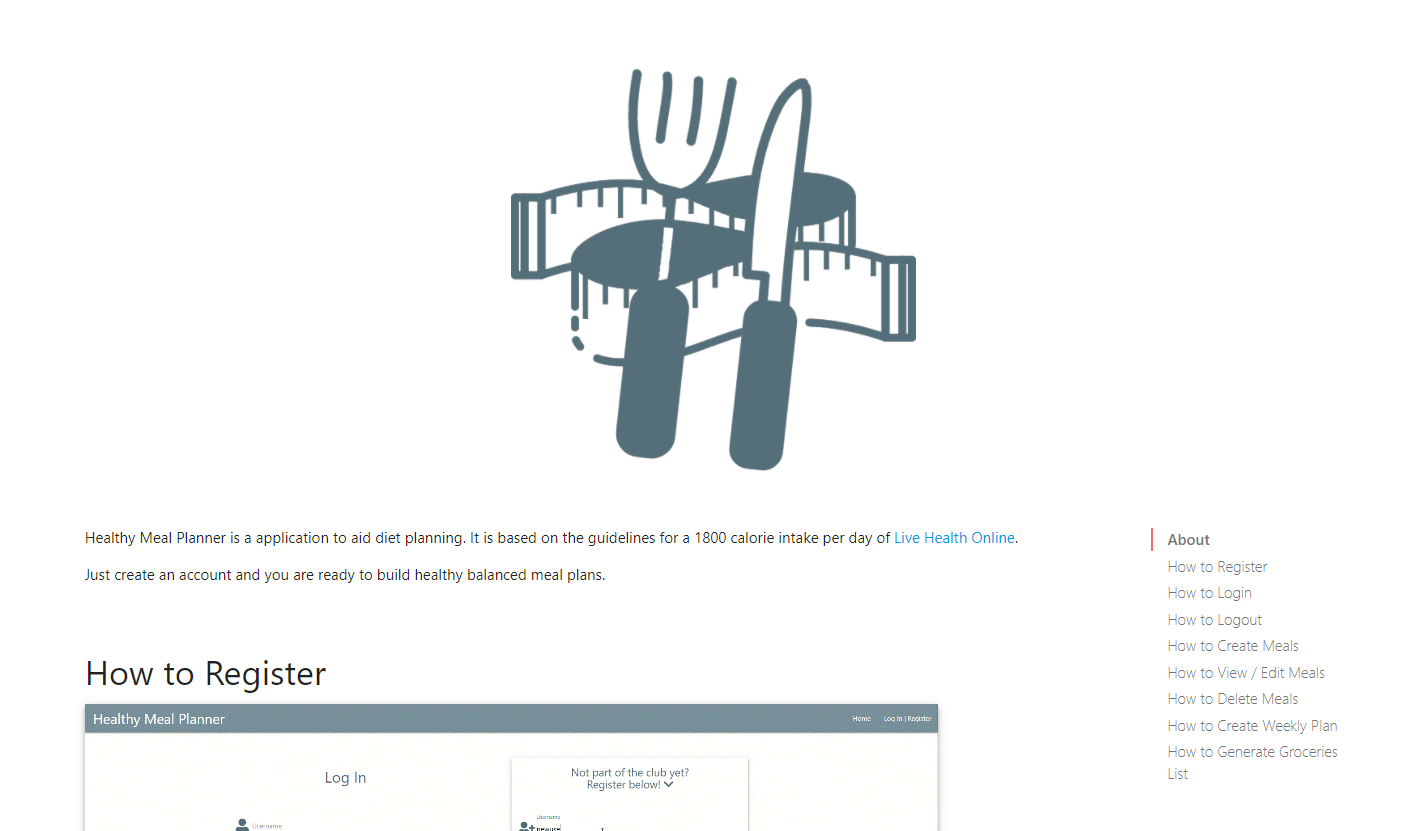 Healthy Meal Planner is a application to aid diet planning. It is based on the guidelines for a 1800 calorie intake per day of Live Health Online.
Just create an account and you are ready to build healthy balanced meal plans.
About
How to Register
How to Login
How to Logout
How to Create Meals
How to View / Edit Meals
How to Delete Meals
How to Create Weekly Plan
How to Generate Groceries
List
How to Register
Healthy Meal Planner
Home
Log In | Register
Log In
Not part of the club yet?
Register below!
Username
Username